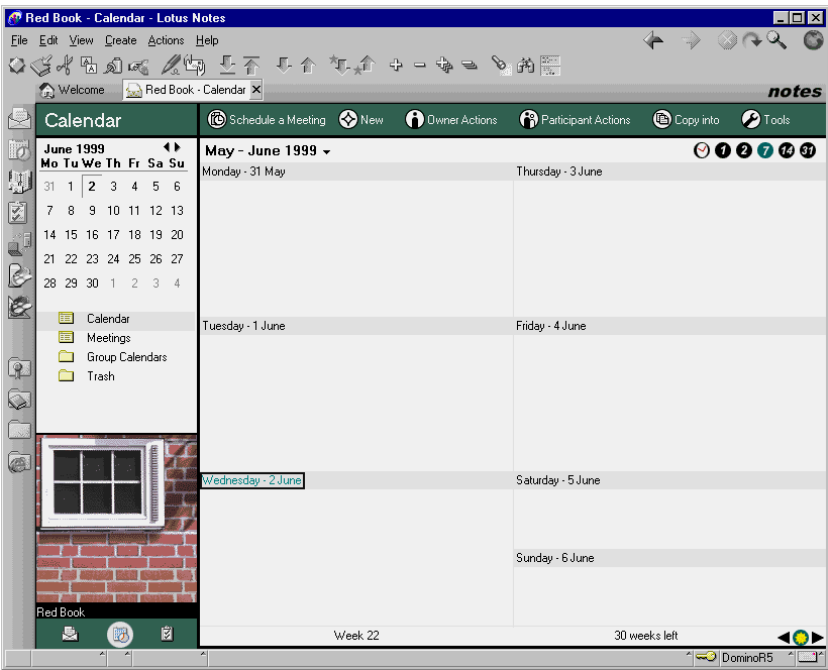 Red Book - Calendar - Lotus Notes
File Edit View Create Actions Help
Welcome Red Book - Calendar
notes
Calendar
Schedule a Meeting New Owner Actions Participant Actions Copy into Tools
June 1999
Mo Tu We Th Fr Sa Su
31 1 2 3 4 5 6
7 8 9 10 11 12 13
14 15 16 17 18 19 20
21 22 23 24 25 26 27
28 29 30 1 2 3 4
Calendar
Meetings
Group Calendars
Trash
Red Book
May - June 1999
1 2 7 14 31
Monday - 31 May Thursday - 3 June
Tuesday - 1 June Friday - 4 June
Wednesday - 2 June Saturday - 5 June
Sunday - 6 June
Week 22 30 weeks left
DominoR5